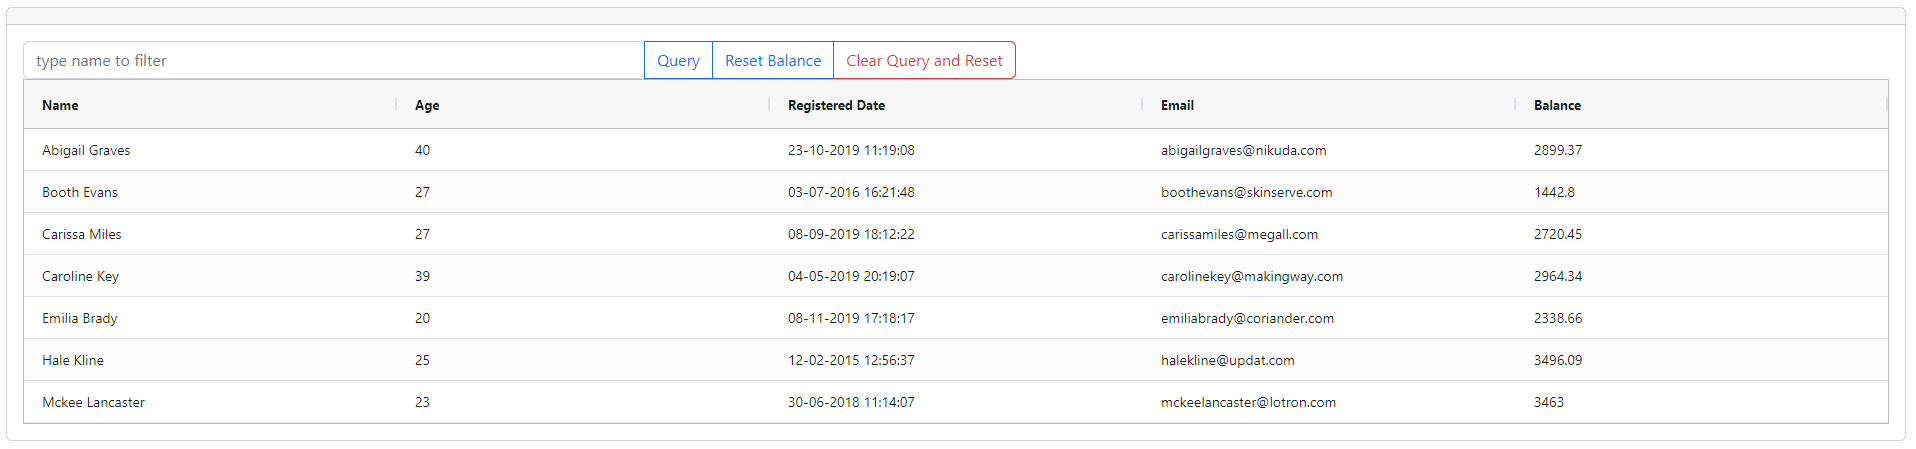 type name to filter Query Reset Balance Clear Query and Reset
Name Age Registered Date Email Balance
Abigail Graves 40 23-10-2019 11:19:08 abigailgraves@nikuda.com 2899.37
Booth Evans 27 03-07-2016 16:21:48 boothevans@skinserve.com 1442.8
Carissa Miles 27 08-09-2019 18:12:22 carissamiles@megall.com 2720.45
Caroline Key 39 04-05-2019 20:19:07 carolinekey@makingway.com 2964.34
Emilia Brady 20 08-11-2019 17:18:17 emiliabrady@coriander.com 2338.66
Hale Kline 25 12-02-2015 12:56:37 halekline@updat.com 3496.09
Mckee Lancaster 23 30-06-2018 11:14:07 mckeelancaster@lotron.com 3463